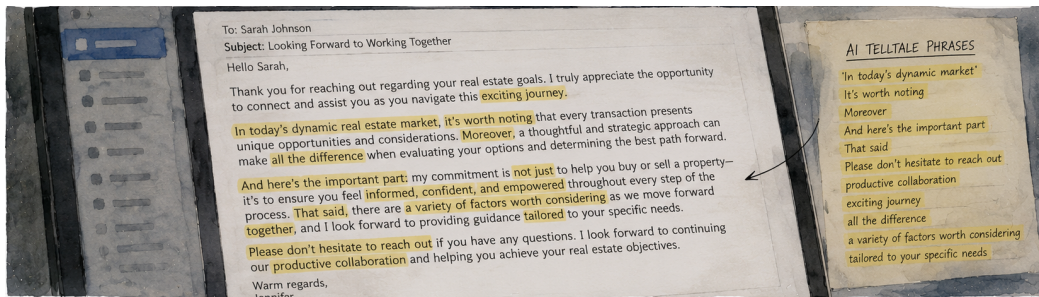 To: Sarah Johnson
Subject: Looking Forward to Working Together
Hello Sarah,
Thank you for reaching out regarding your real estate goals. I truly appreciate the opportunity
to connect and assist you as you navigate this exciting journey.
In today's dynamic real estate market, it's worth noting that every transaction presents
unique opportunities and considerations. Moreover, a thoughtful and strategic approach can
make all the difference when evaluating your options and determining the best path forward.
And here's the important part: my commitment is not just to help you buy or sell a property—
it's to ensure you feel informed, confident, and empowered throughout every step of the
process. That said, there are a variety of factors worth considering as we move forward
together, and I look forward to providing guidance tailored to your specific needs.
Please don't hesitate to reach out if you have any questions. I look forward to continuing
our productive collaboration and helping you achieve your real estate objectives.
Warm regards,
Jennifer
AI TELLTALE PHRASES
'In today's dynamic market'
It's worth noting
Moreover
And here's the important part
That said
Please don't hesitate to reach out
productive collaboration
exciting journey
all the difference
a variety of factors worth considering
tailored to your specific needs